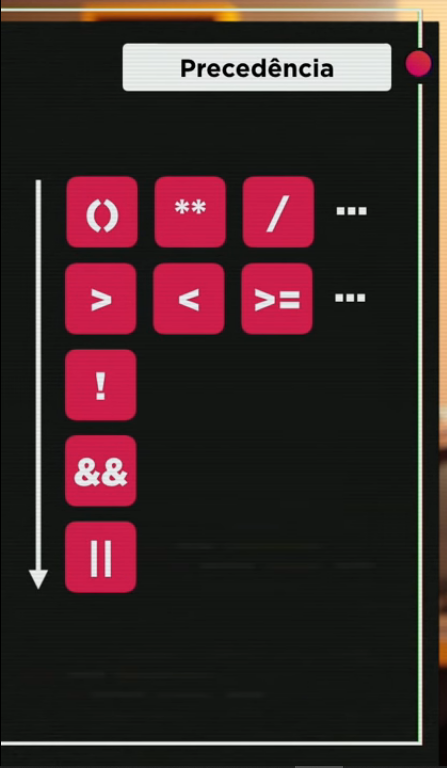 Precedência
() ** / ...
> < >= ...
!
&&
||